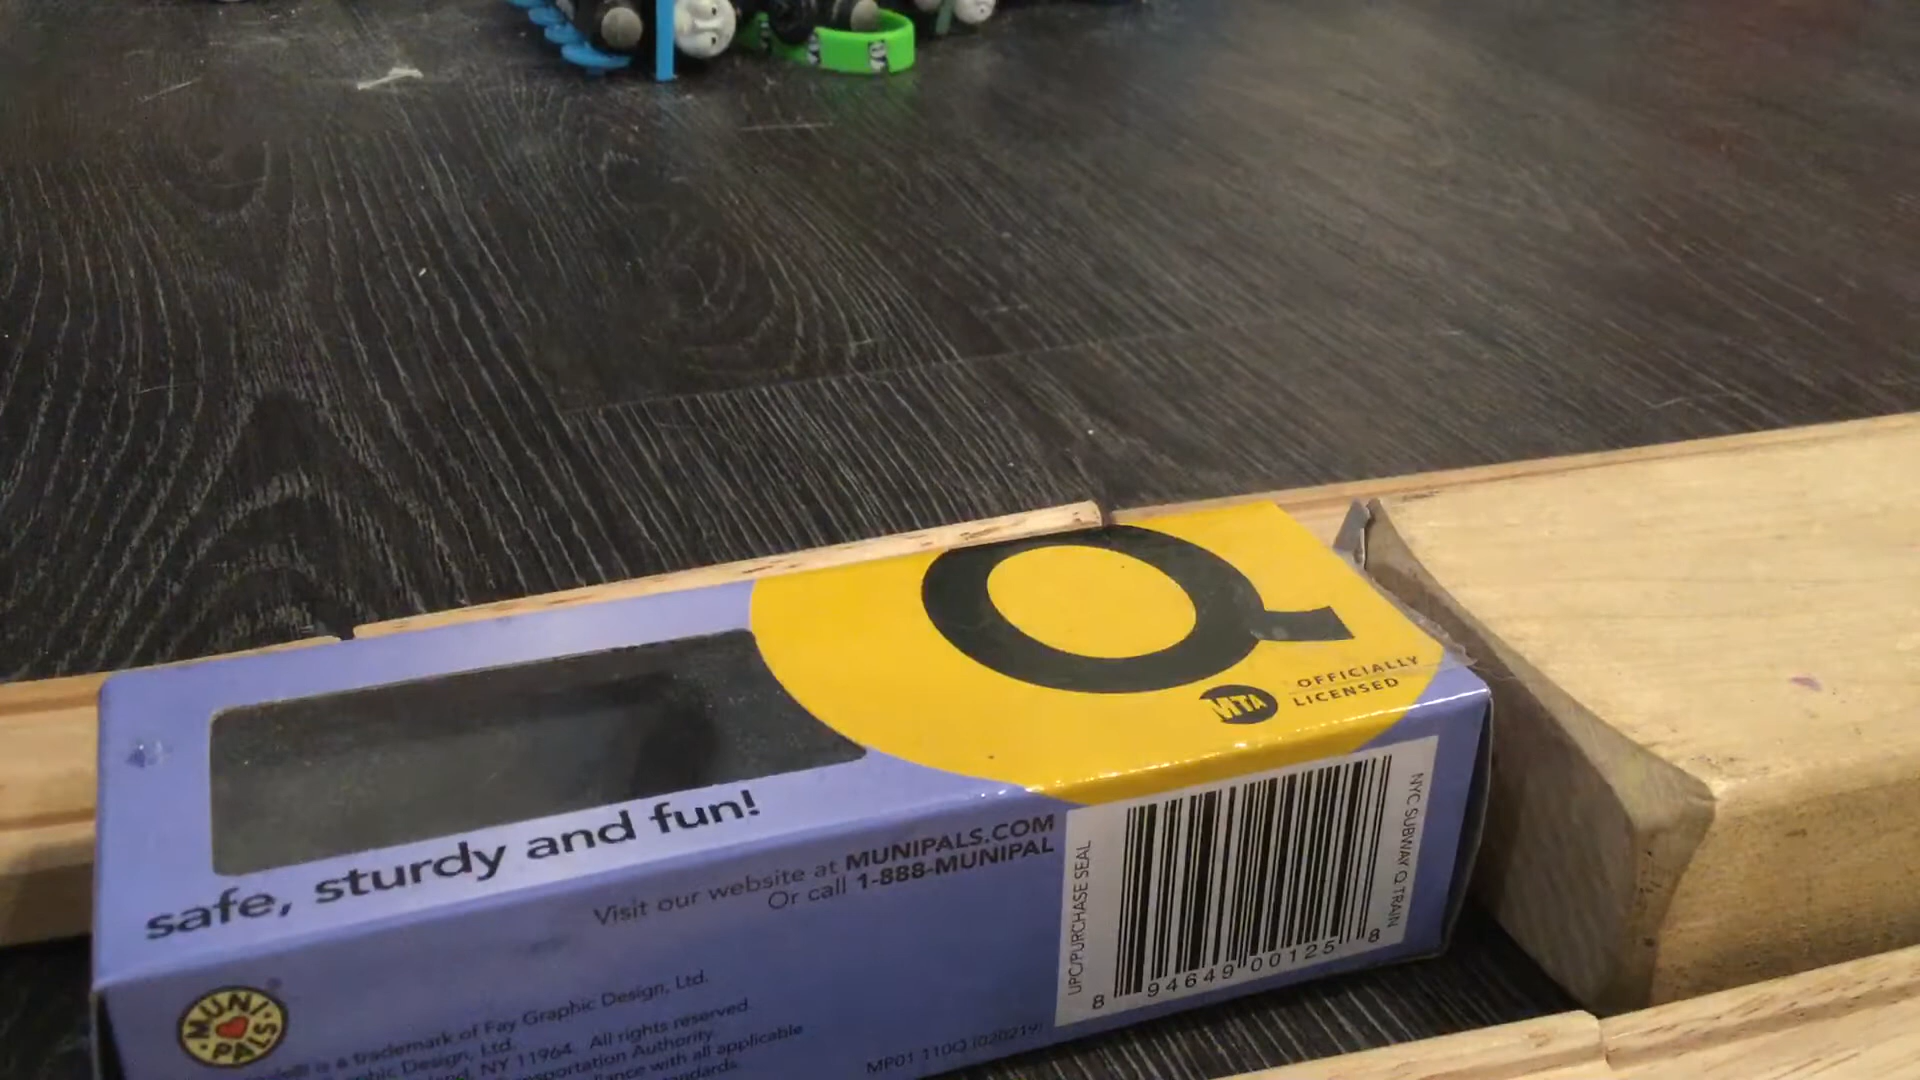 Q
MTA
OFFICIALLY
LICENSED
safe, sturdy and fun!
Visit our website at MUNIPALS.COM
Or call 1-888-MUNIPAL
UPC/PURCHASE SEAL
NYC SUBWAY Q TRAIN
8 94649 00125 8
MUNI PALS ®
® is a trademark of Fay Graphic Design, Ltd.
Design, Ltd. All rights reserved.
NY 11964.
Transportation Authority.
with all applicable
standards.
MP01 110Q (020219)